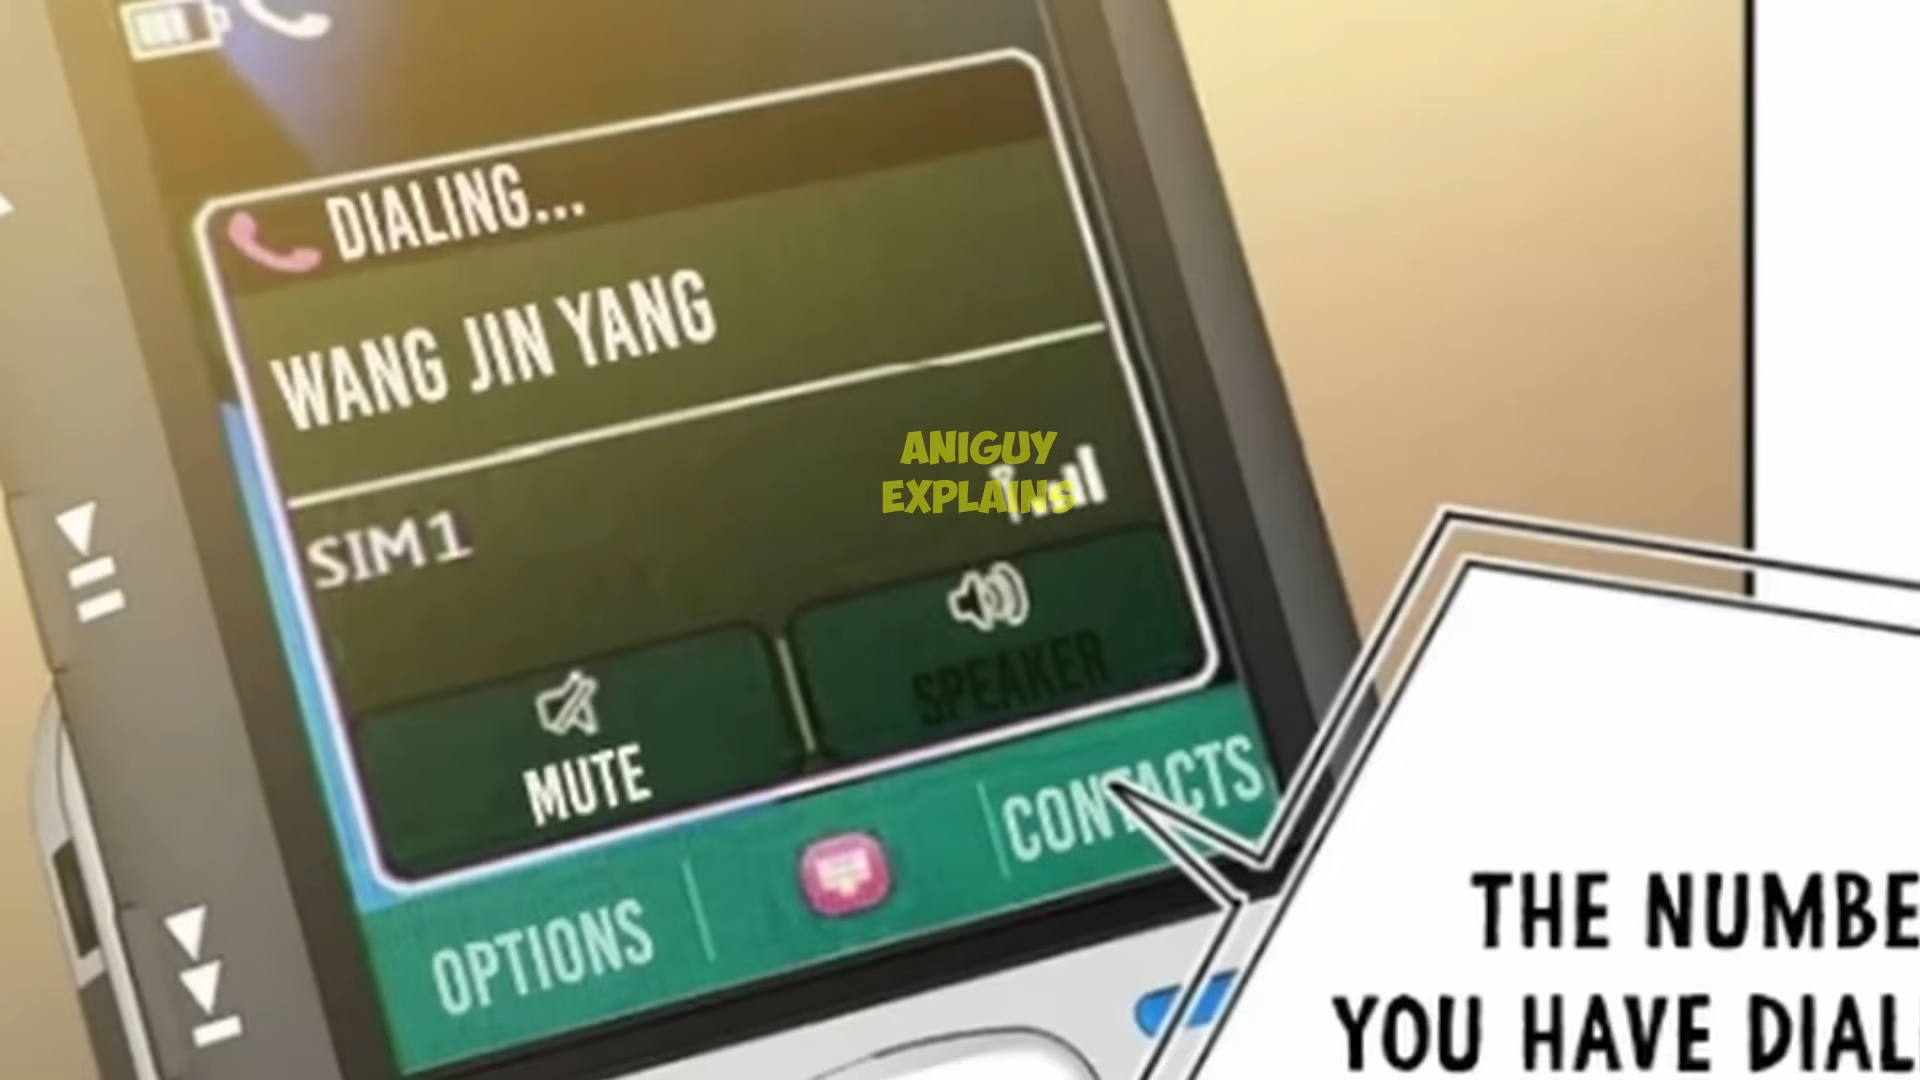 DIALING...
WANG JIN YANG
ANIGUY
EXPLAINS
SIM1
SPEAKER
MUTE
CONTACTS
OPTIONS
THE NUMBE
YOU HAVE DIAL